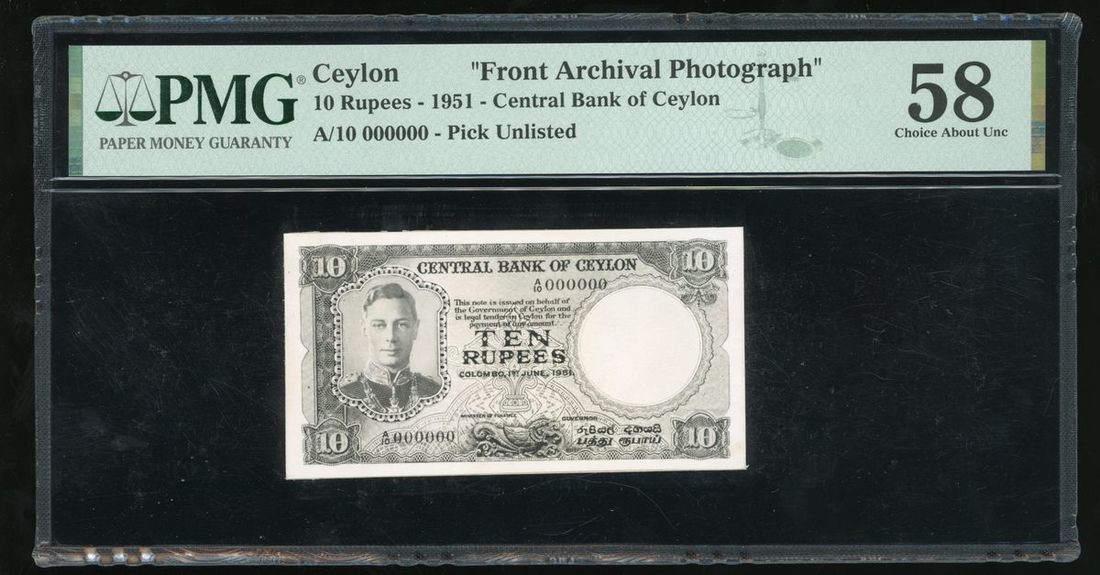 PMG®
PAPER MONEY GUARANTY
Ceylon "Front Archival Photograph"
10 Rupees - 1951 - Central Bank of Ceylon
A/10 000000 - Pick Unlisted
58
Choice About Unc
10
CENTRAL BANK OF CEYLON
10
A/10 000000
This note is issued on behalf of
the Government of Ceylon and
is legal tender in Ceylon for the
payment of any amount.
TEN
RUPEES
COLOMBO, 1ST JUNE, 1951.
MINISTER OF FINANCE
GOVERNOR
A/10 000000
රුපියල් දහයයි
பத்து ரூபாய்
10
10